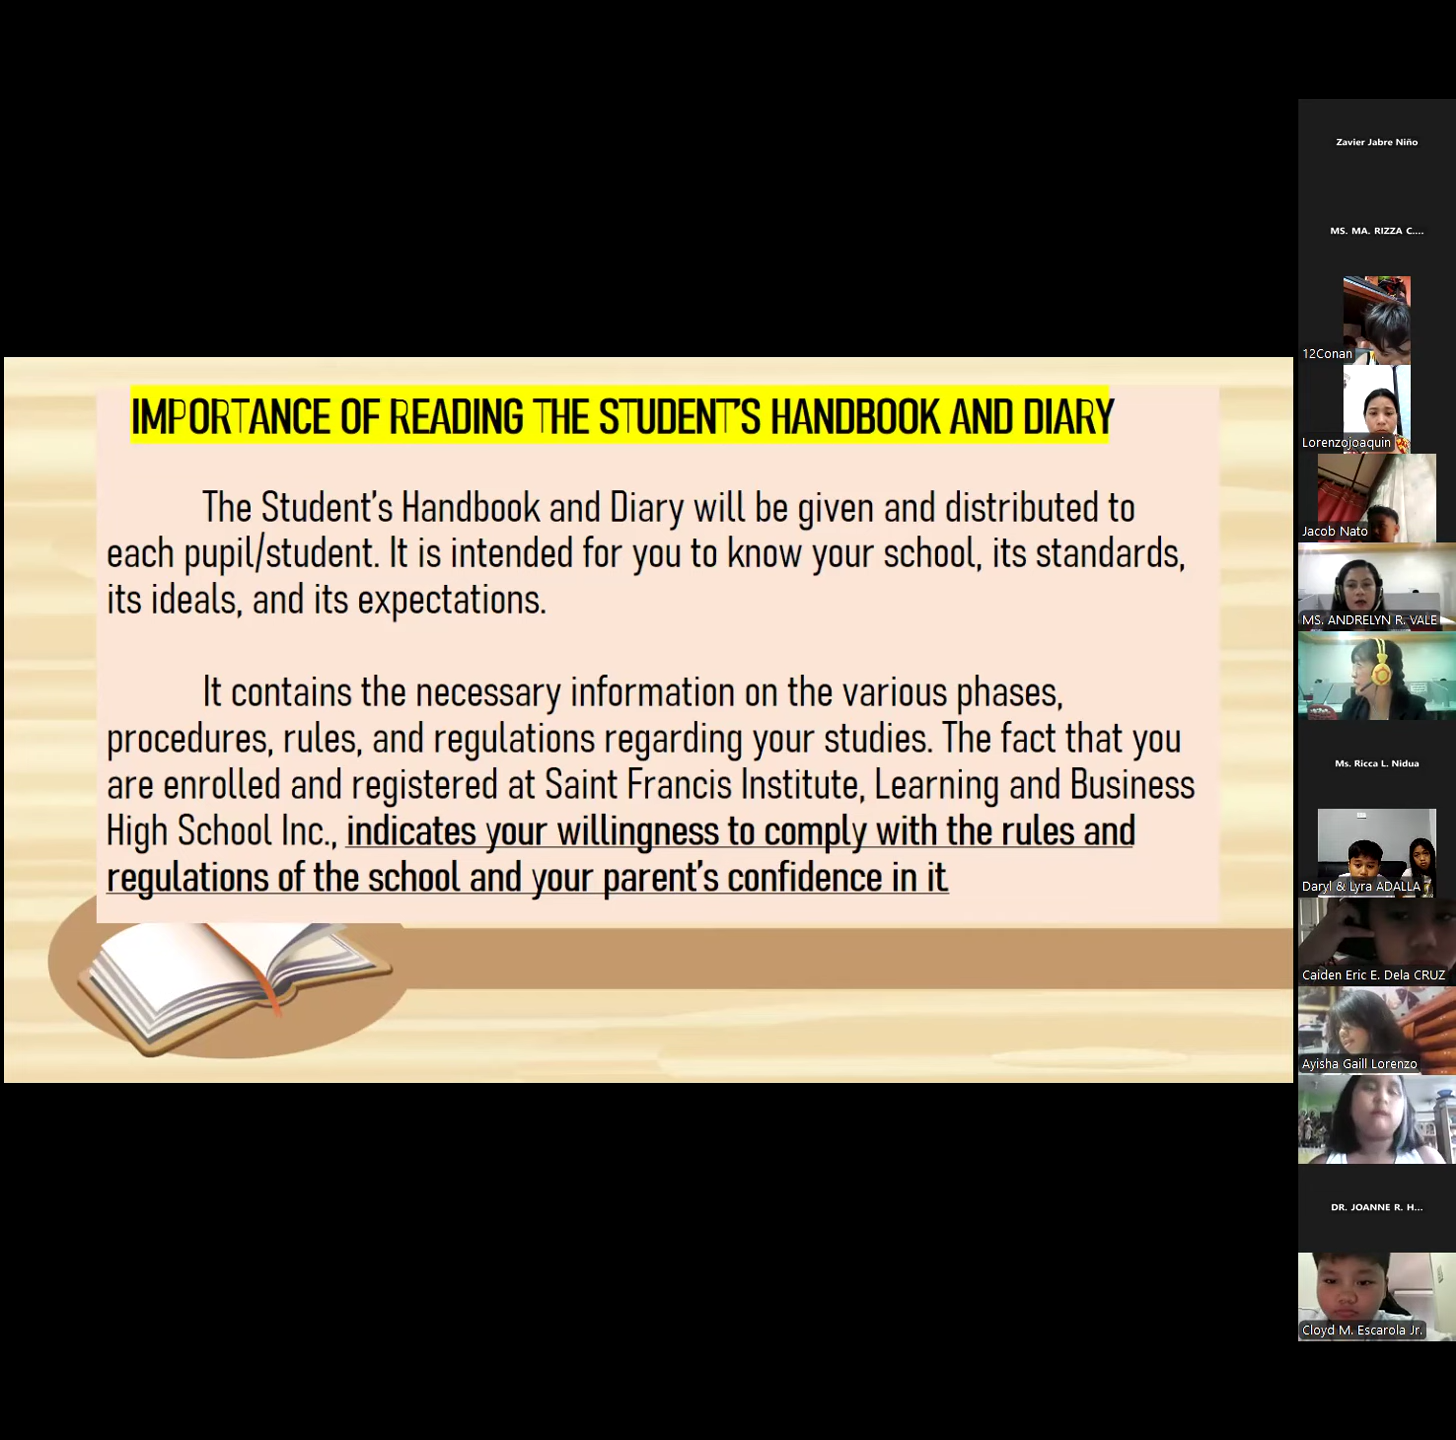 IMPORTANCE OF READING THE STUDENT'S HANDBOOK AND DIARY
The Student's Handbook and Diary will be given and distributed to
each pupil/student. It is intended for you to know your school, its standards,
its ideals, and its expectations.
It contains the necessary information on the various phases,
procedures, rules, and regulations regarding your studies. The fact that you
are enrolled and registered at Saint Francis Institute, Learning and Business
High School Inc., indicates your willingness to comply with the rules and
regulations of the school and your parent's confidence in it.
Zavier Jabre Niño
MS. MA. RIZZA C....
12Conan
Lorenzojoaquin
Jacob Nato
MS. ANDRELYN R. VALE
Ms. Ricca L. Nidua
Daryl & Lyra ADALLA
Caiden Eric E. Dela CRUZ
Ayisha Gaill Lorenzo
DR. JOANNE R. H...
Cloyd M. Escarola Jr.